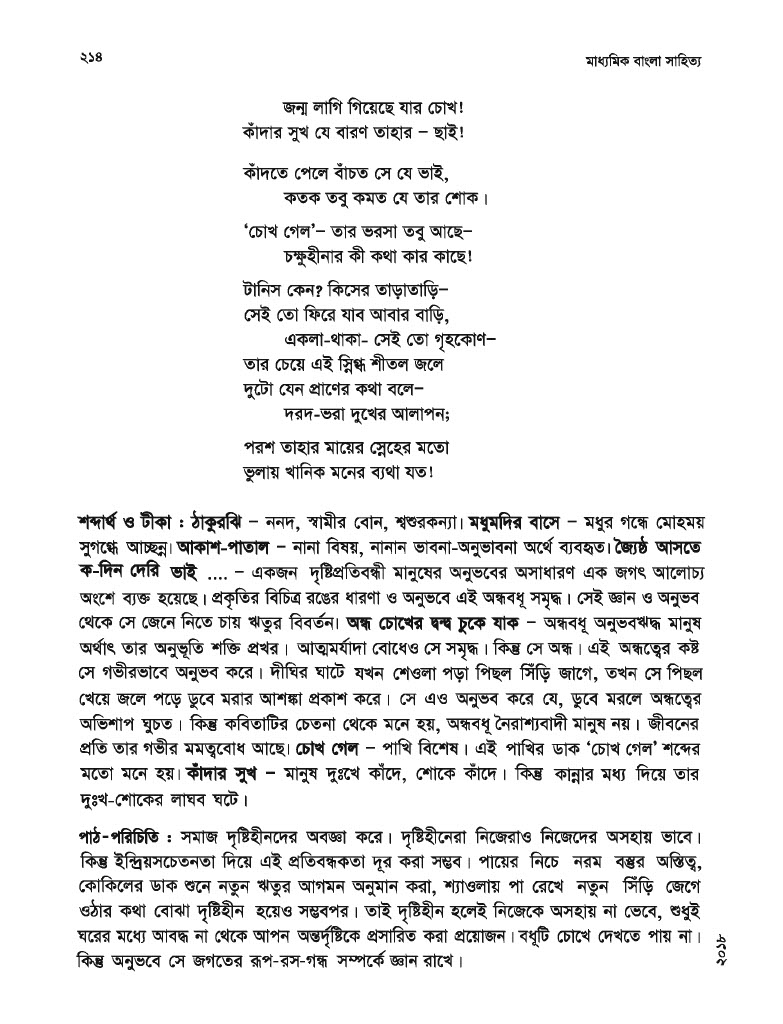 ২১৪
মাধ্যমিক বাংলা সাহিত্য
জন্ম লাগি গিয়েছে যার চোখ!
কাঁদার সুখ যে বারণ তাহার – ছাই!
কাঁদতে পেলে বাঁচত সে যে ভাই,
কতক তবু কমত যে তার শোক।
‘চোখ গেল’– তার ভরসা তবু আছে–
চক্ষুহীনার কী কথা কার কাছে!
টানিস কেন? কিসের তাড়াতাড়ি–
সেই তো ফিরে যাব আবার বাড়ি,
একলা-থাকা- সেই তো গৃহকোণ–
তার চেয়ে এই স্নিগ্ধ শীতল জলে
দুটো যেন প্রাণের কথা বলে–
দরদ-ভরা দুখের আলাপন;
পরশ তাহার মায়ের স্নেহের মতো
ভুলায় খানিক মনের ব্যথা যত!
শব্দার্থ ও টীকা : ঠাকুরঝি – ননদ, স্বামীর বোন, শ্বশুরকন্যা। মধুমদির বাসে – মধুর গন্ধে মোহময়
সুগন্ধে আচ্ছন্ন। আকাশ-পাতাল – নানা বিষয়, নানান ভাবনা-অনুভাবনা অর্থে ব্যবহৃত। জ্যৈষ্ঠ আসতে
ক-দিন দেরি ভাই .... – একজন দৃষ্টিপ্রতিবন্ধী মানুষের অনুভবের অসাধারণ এক জগৎ আলোচ্য
অংশে ব্যক্ত হয়েছে। প্রকৃতির বিচিত্র রঙের ধারণা ও অনুভবে এই অন্ধবধূ সমৃদ্ধ। সেই জ্ঞান ও অনুভব
থেকে সে জেনে নিতে চায় ঋতুর বিবর্তন। অন্ধ চোখের দ্বন্দ্ব চুকে যাক – অন্ধবধূ অনুভবঋদ্ধ মানুষ
অর্থাৎ তার অনুভূতি শক্তি প্রখর। আত্মমর্যাদা বোধেও সে সমৃদ্ধ। কিন্তু সে অন্ধ। এই অন্ধত্বের কষ্ট
সে গভীরভাবে অনুভব করে। দীঘির ঘাটে যখন শেওলা পড়া পিছল সিঁড়ি জাগে, তখন সে পিছল
খেয়ে জলে পড়ে ডুবে মরার আশঙ্কা প্রকাশ করে। সে এও অনুভব করে যে, ডুবে মরলে অন্ধত্বের
অভিশাপ ঘুচত। কিন্তু কবিতাটির চেতনা থেকে মনে হয়, অন্ধবধূ নৈরাশ্যবাদী মানুষ নয়। জীবনের
প্রতি তার গভীর মমত্ববোধ আছে। চোখ গেল – পাখি বিশেষ। এই পাখির ডাক ‘চোখ গেল’ শব্দের
মতো মনে হয়। কাঁদার সুখ – মানুষ দুঃখে কাঁদে, শোকে কাঁদে। কিন্তু কান্নার মধ্য দিয়ে তার
দুঃখ-শোকের লাঘব ঘটে।
পাঠ-পরিচিতি : সমাজ দৃষ্টিহীনদের অবজ্ঞা করে। দৃষ্টিহীনেরা নিজেরাও নিজেদের অসহায় ভাবে।
কিন্তু ইন্দ্রিয়সচেতনতা দিয়ে এই প্রতিবন্ধকতা দূর করা সম্ভব। পায়ের নিচে নরম বস্তুর অস্তিত্ব,
কোকিলের ডাক শুনে নতুন ঋতুর আগমন অনুমান করা, শ্যাওলায় পা রেখে নতুন সিঁড়ি জেগে
ওঠার কথা বোঝা দৃষ্টিহীন হয়েও সম্ভবপর। তাই দৃষ্টিহীন হলেই নিজেকে অসহায় না ভেবে, শুধুই
ঘরের মধ্যে আবদ্ধ না থেকে আপন অন্তর্দৃষ্টিকে প্রসারিত করা প্রয়োজন। বধূটি চোখে দেখতে পায় না।
কিন্তু অনুভবে সে জগতের রূপ-রস-গন্ধ সম্পর্কে জ্ঞান রাখে।
২০১৮